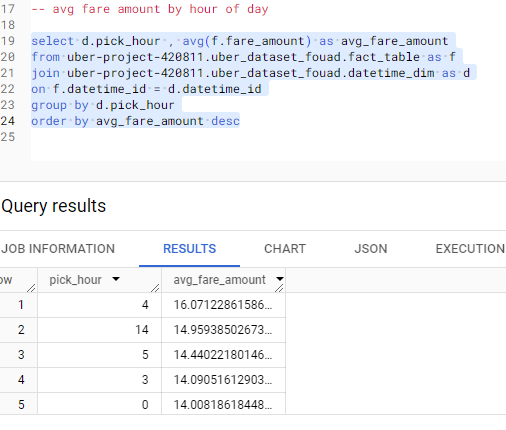 17 -- avg fare amount by hour of day
18
19 select d.pick_hour , avg(f.fare_amount) as avg_fare_amount
20 from uber-project-420811.uber_dataset_fouad.fact_table as f
21 join uber-project-420811.uber_dataset_fouad.datetime_dim as d
22 on f.datetime_id = d.datetime_id
23 group by d.pick_hour
24 order by avg_fare_amount desc
25
Query results
JOB INFORMATION RESULTS CHART JSON EXECUTION
ow pick_hour avg_fare_amount
1 4 16.07122861586...
2 14 14.95938502673...
3 5 14.44022180146...
4 3 14.09051612903...
5 0 14.00818618448...